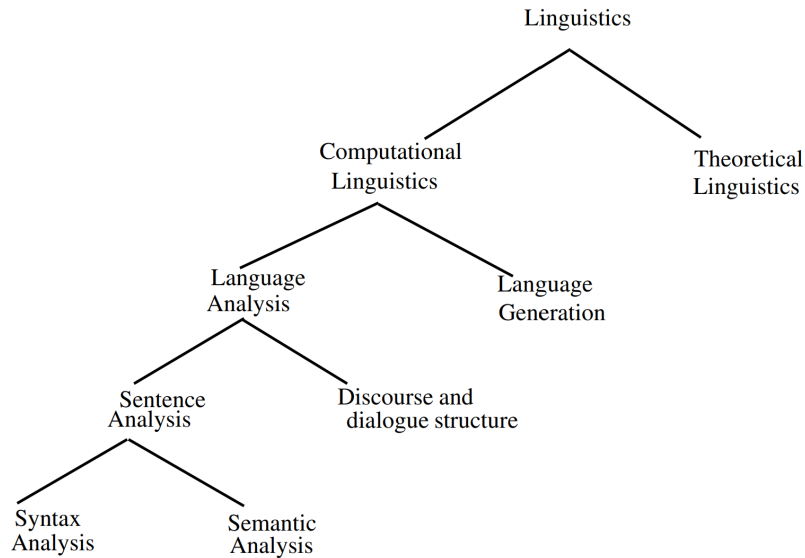 Linguistics
Computational
Linguistics
Theoretical
Linguistics
Language
Analysis
Language
Generation
Sentence
Analysis
Discourse and
dialogue structure
Syntax
Analysis
Semantic
Analysis